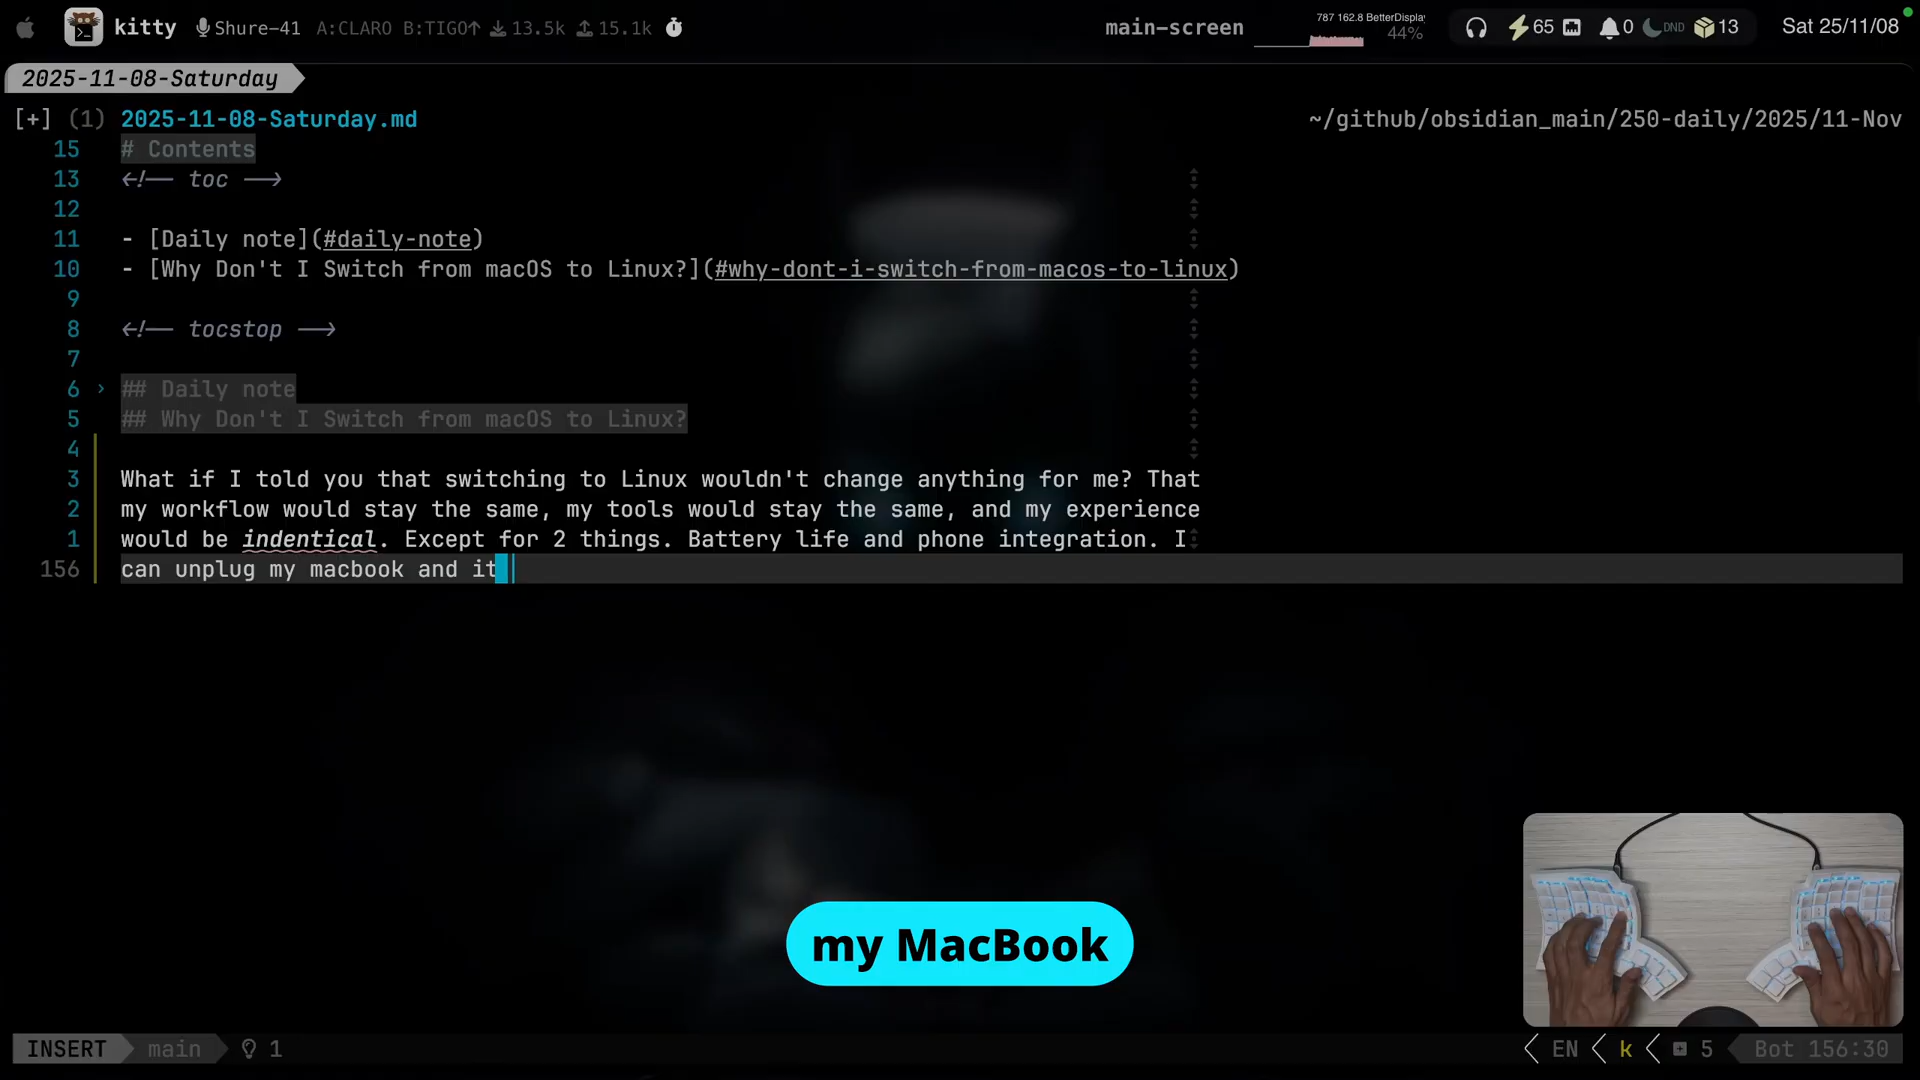 kitty Shure-41 A:CLARO B:TIGO↑ 13.5k 15.1k main-screen 787 162.8 BetterDisplay 44% 65 0 DND 13 Sat 25/11/08
2025-11-08-Saturday
[+] (1) 2025-11-08-Saturday.md ~/github/obsidian_main/250-daily/2025/11-Nov
15 # Contents
13 <!-- toc -->
12
11 - [Daily note](#daily-note)
10 - [Why Don't I Switch from macOS to Linux?](#why-dont-i-switch-from-macos-to-linux)
9
8 <!-- tocstop -->
7
6 > ## Daily note
5 ## Why Don't I Switch from macOS to Linux?
4
3 What if I told you that switching to Linux wouldn't change anything for me? That
2 my workflow would stay the same, my tools would stay the same, and my experience
1 would be indentical. Except for 2 things. Battery life and phone integration. I
156 can unplug my macbook and it
my MacBook
INSERT main 1 EN k 5 Bot 156:30